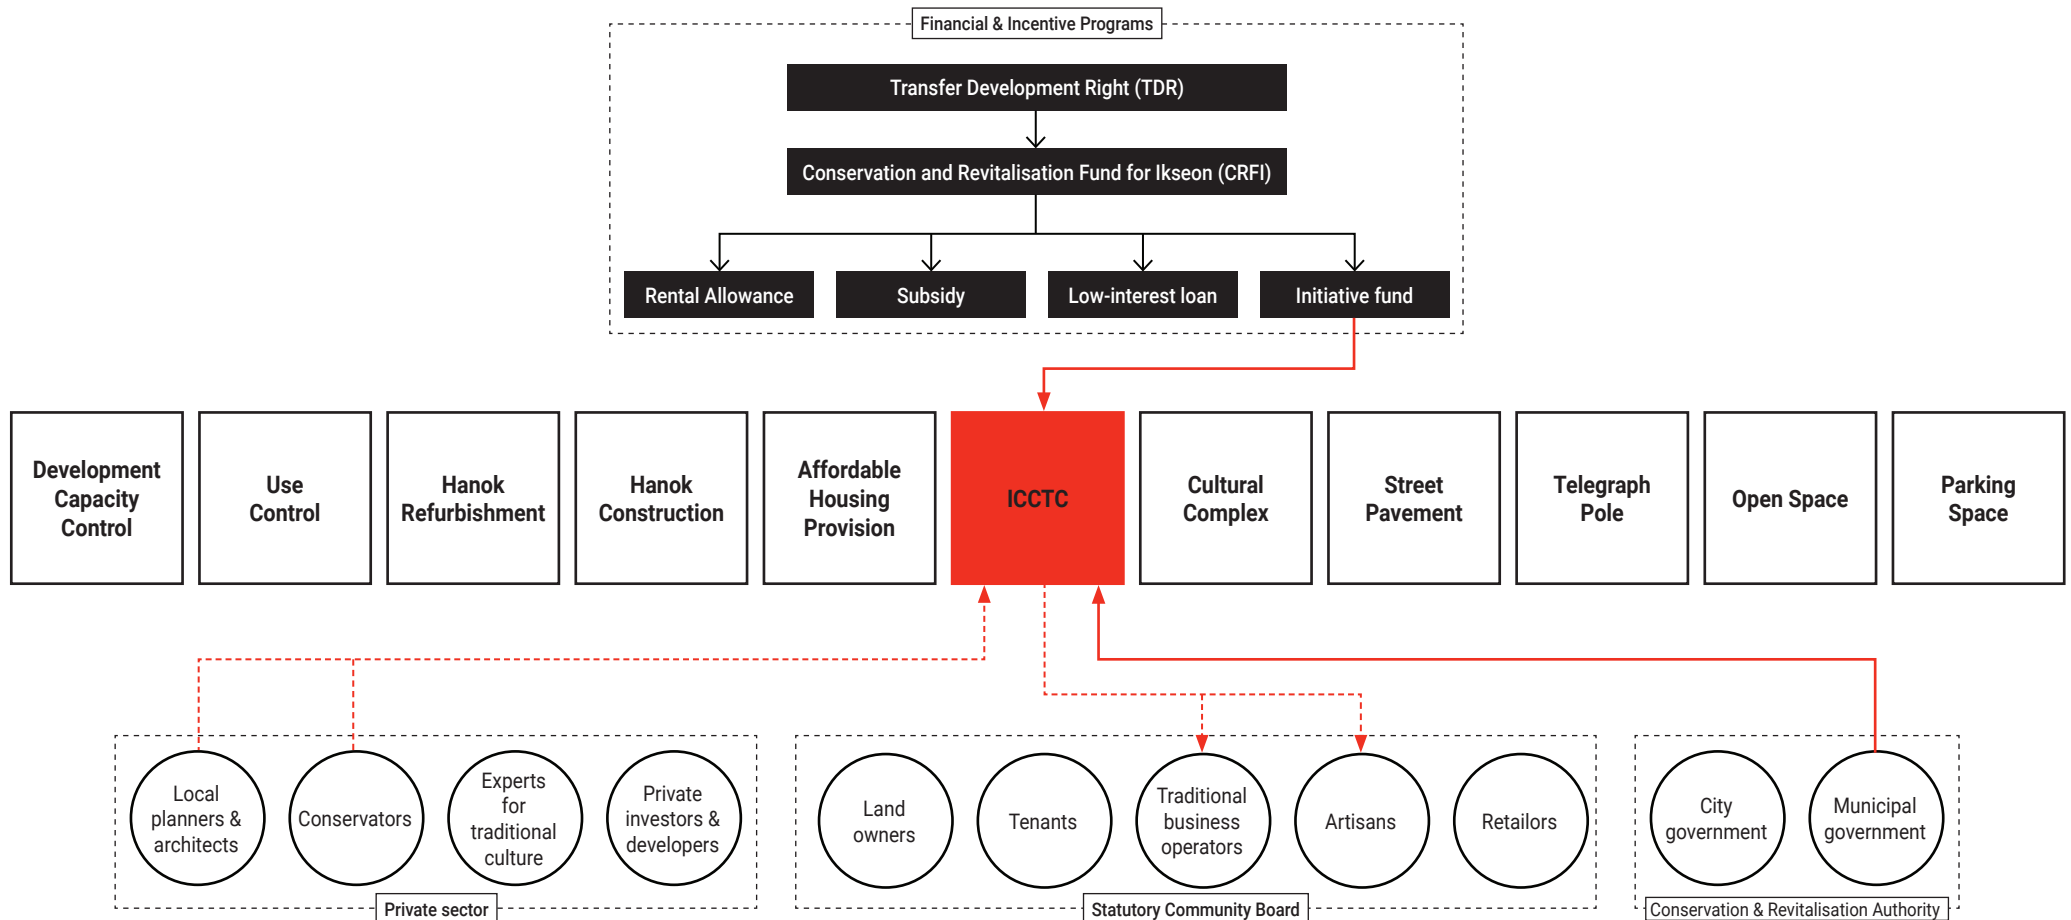 Financial & Incentive Programs
Transfer Development Right (TDR)
Conservation and Revitalisation Fund for Ikseon (CRFI)
Rental Allowance
Subsidy
Low-interest loan
Initiative fund
Development
Capacity
Control
Use
Control
Hanok
Refurbishment
Hanok
Construction
Affordable
Housing
Provision
ICCTC
Cultural
Complex
Street
Pavement
Telegraph
Pole
Open Space
Parking
Space
Local
planners &
architects
Conservators
Experts
for
traditional
culture
Private
investors &
developers
Land
owners
Tenants
Traditional
business
operators
Artisans
Retailors
City
government
Municipal
government
Private sector
Statutory Community Board
Conservation & Revitalisation Authority